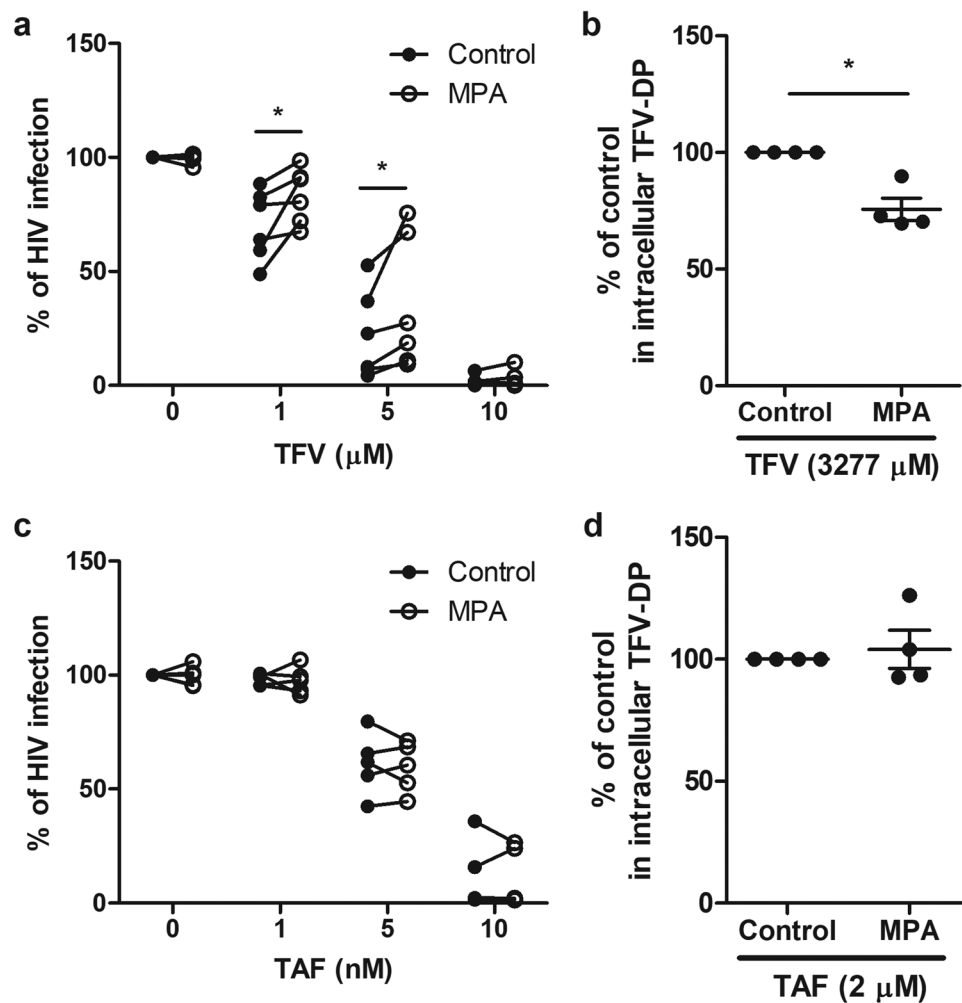 a
150
100
50
0
% of HIV infection
Control
MPA
*
*
0 1 5 10
TFV (μM)
b
150
100
50
0
% of control
in intracellular TFV-DP
*
Control MPA
TFV (3277 μM)
c
150
100
50
0
% of HIV infection
Control
MPA
0 1 5 10
TAF (nM)
d
150
100
50
0
% of control
in intracellular TFV-DP
Control MPA
TAF (2 μM)